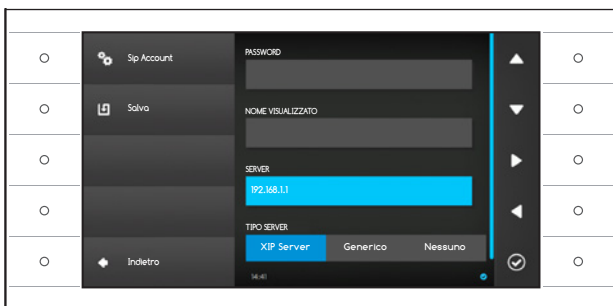 Sip Account
Salva
Indietro
PASSWORD
NOME VISUALIZZATO
SERVER
192.168.1.1
TIPO SERVER
XIP Server Generico Nessuno
14:41